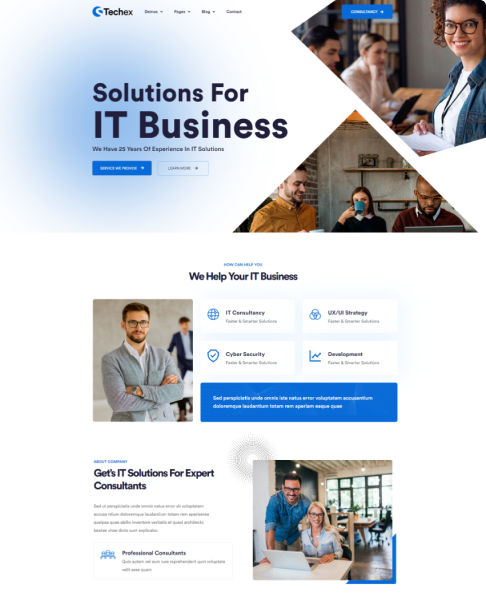 Techex
Demos
Pages
Blog
Contact
CONSULTANCY
Solutions For
IT Business
We Have 25 Years Of Experience In IT Solutions
SERVICE WE PROVIDE
LEARN MORE
HOW CAN HELP YOU
We Help Your IT Business
IT Consultancy
Faster & Smarter Solutions
UX/UI Strategy
Faster & Smarter Solutions
Cyber Security
Faster & Smarter Solutions
Development
Faster & Smarter Solutions
Sed perspiciatis unde omnis iste natus error voluptatem accusantium
doloremque laudantium totam rem aperiam eaque quae
ABOUT COMPANY
Get's IT Solutions For Expert
Consultants
Sed ut perspiciatis unde omnis iste natus error sit voluptatem
accusa ntium doloremque laudantium totam rem aperiames
quaipsa quae abillo inventore veritatis et quasi architecto
beatae vitae dicta sunt explicabo.
Professional Consultants
Quis autem vel eum iure reprehenderit quin voluptate
velit esse quam